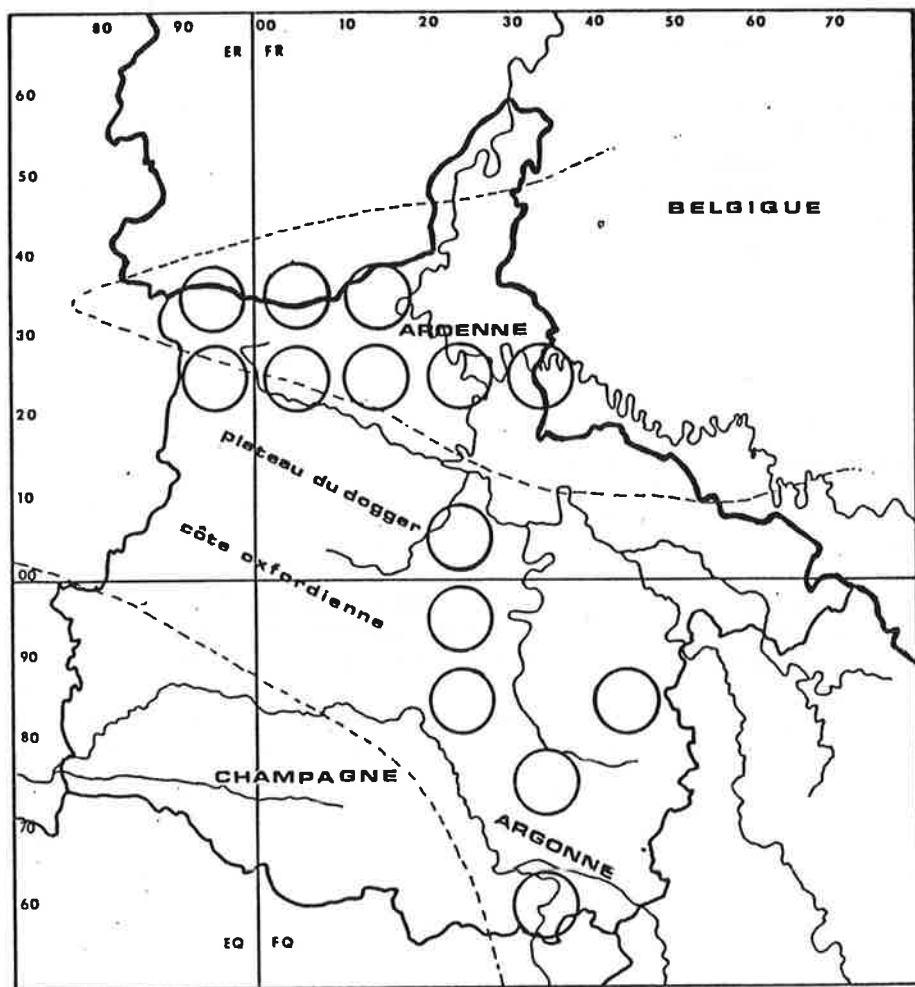 80 90 00 10 20 30 40 50 60 70
ER FR
60
50
BELGIQUE
40
30
ARDENNE
20
plateau du dogger
10
côte oxfordienne
00
90
80
CHAMPAGNE
70
ARGONNE
60
EQ FQ